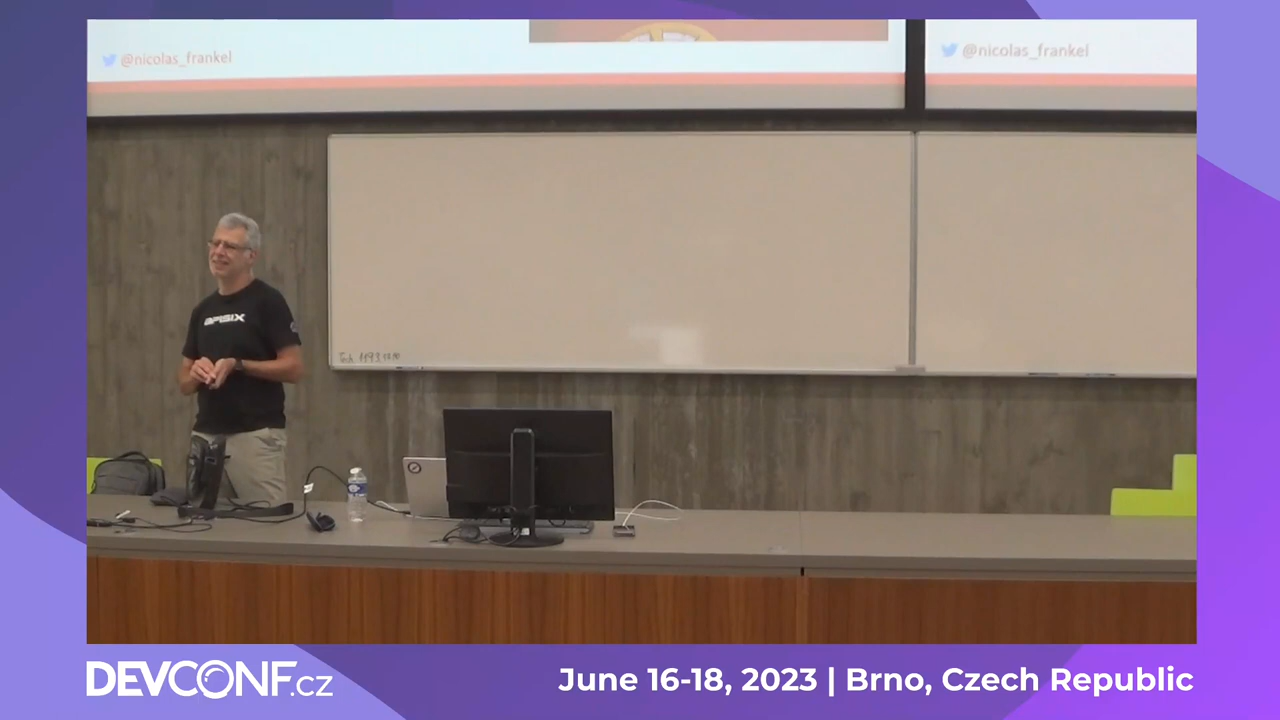 @nicolas_frankel
@nicolas_frankel
APISIX
DEVCONF.CZ
June 16-18, 2023 | Brno, Czech Republic